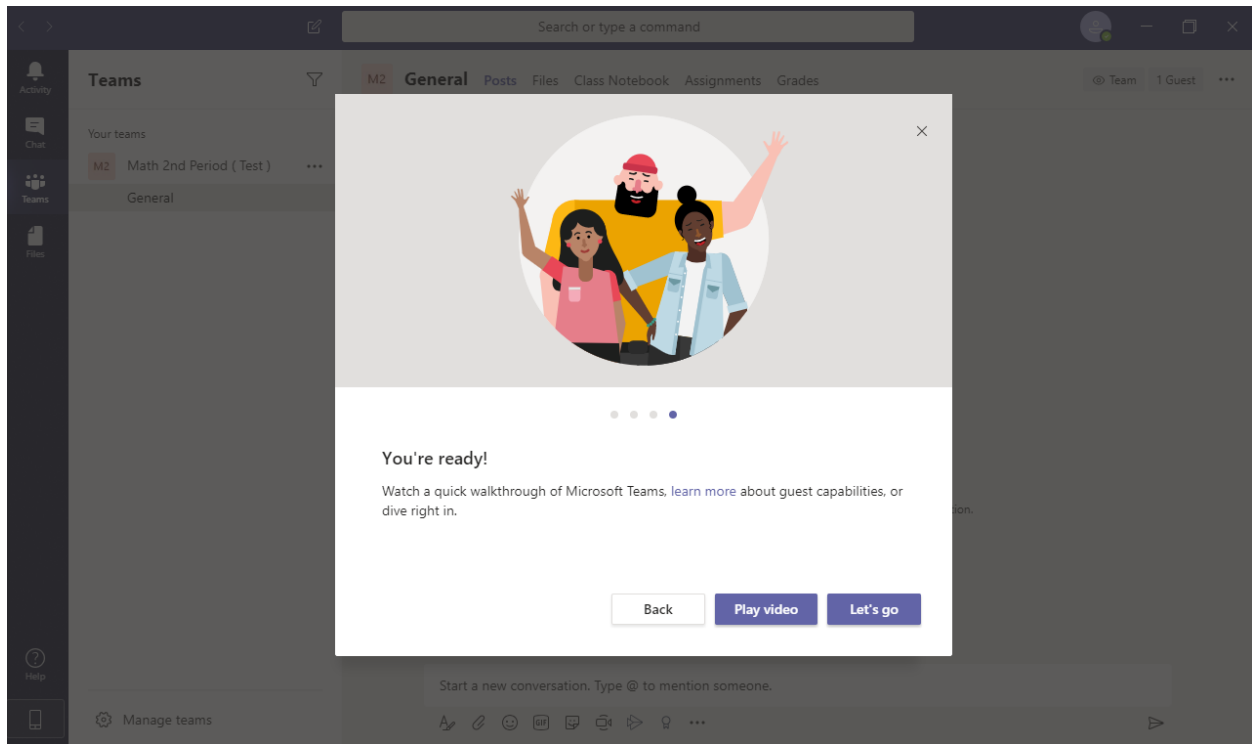 Search or type a command
Activity
Chat
Teams
Files
Help
Teams
Your teams
M2 Math 2nd Period ( Test )
General
Manage teams
M2 General Posts Files Class Notebook Assignments Grades
Team 1 Guest
You're ready!
Watch a quick walkthrough of Microsoft Teams, learn more about guest capabilities, or
dive right in.
ion.
Back Play video Let's go
Start a new conversation. Type @ to mention someone.
GIF